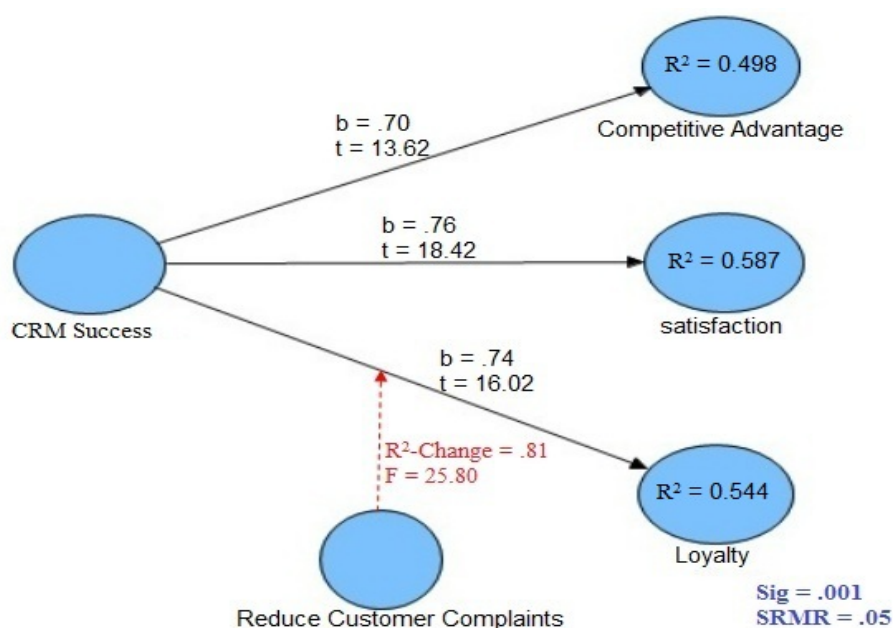 R² = 0.498
Competitive Advantage
b = .70
t = 13.62
b = .76
t = 18.42
R² = 0.587
satisfaction
CRM Success
b = .74
t = 16.02
R²-Change = .81
F = 25.80
R² = 0.544
Loyalty
Reduce Customer Complaints
Sig = .001
SRMR = .05